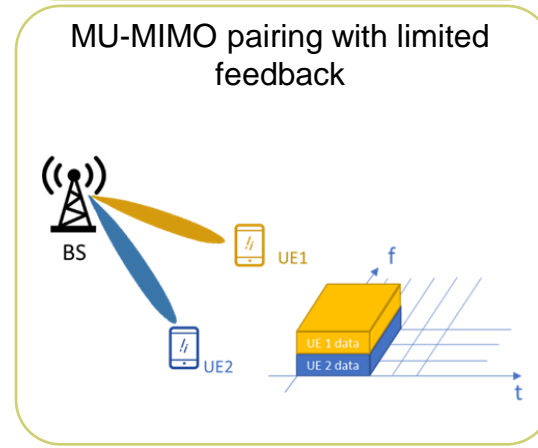 MU-MIMO pairing with limited
feedback
BS
UE1
UE2
f
UE 1 data
UE 2 data
t